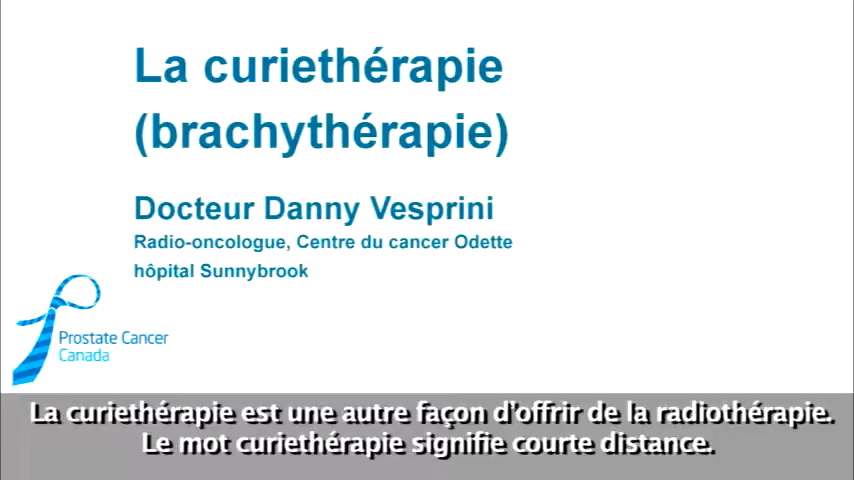 La curiethérapie
(brachythérapie)
Docteur Danny Vesprini
Radio-oncologue, Centre du cancer Odette
hôpital Sunnybrook
Prostate Cancer
Canada
La curiethérapie est une autre façon d'offrir de la radiothérapie.
Le mot curiethérapie signifie courte distance.